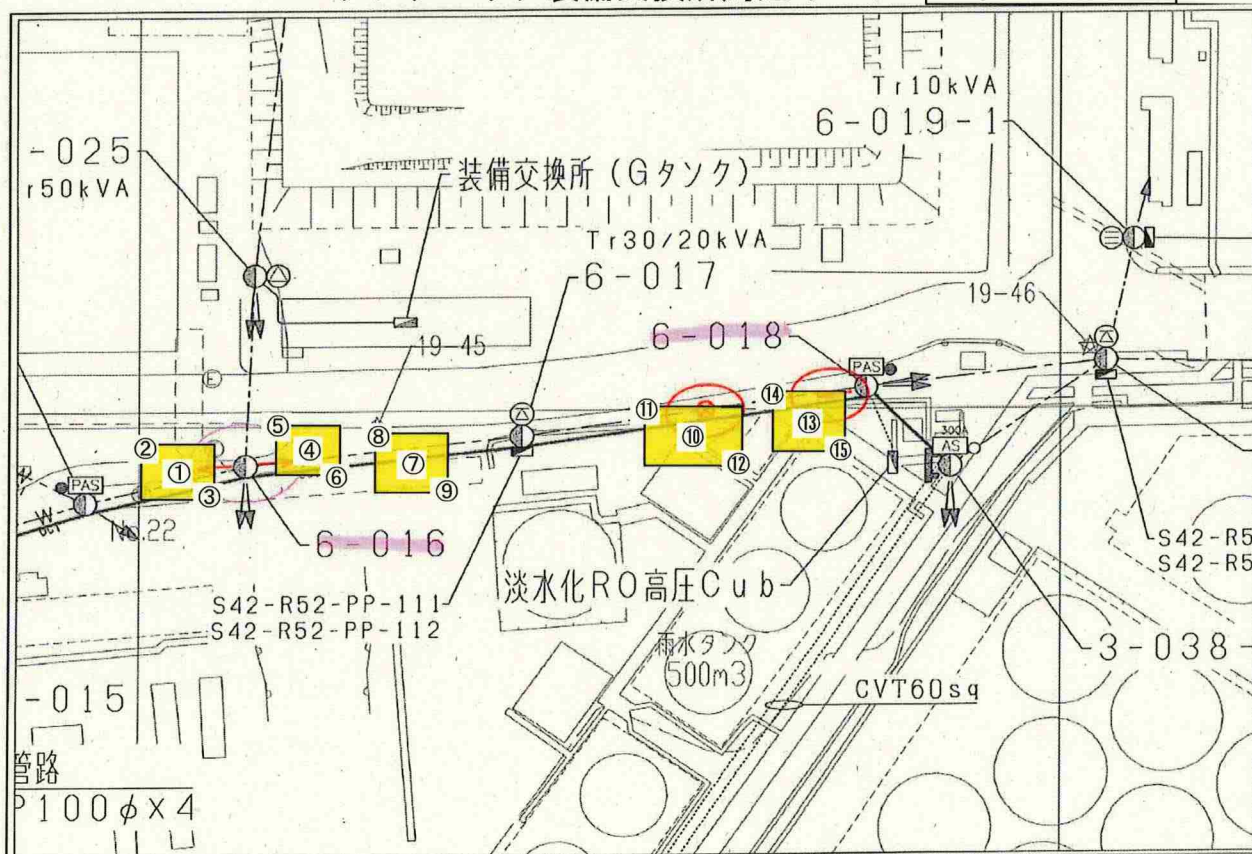 Tr10kVA
6-019-1
-025
r50kVA
装備交換所(Gタンク)
Tr30/20kVA
6-017
19-46
6-018
19-45
E
PAS
⑪
⑭
⑬
⑩
⑮
⑫
⑤
④
⑥
②
①
③
⑧
⑦
⑨
300A
AS
PAS
No.22
6-016
S42-R52-PP-111
S42-R52-PP-112
淡水化RO高圧Cub
S42-R5
S42-R5
雨水タンク
500m3
3-038
-015
CVT60sq
管路
P100φX4